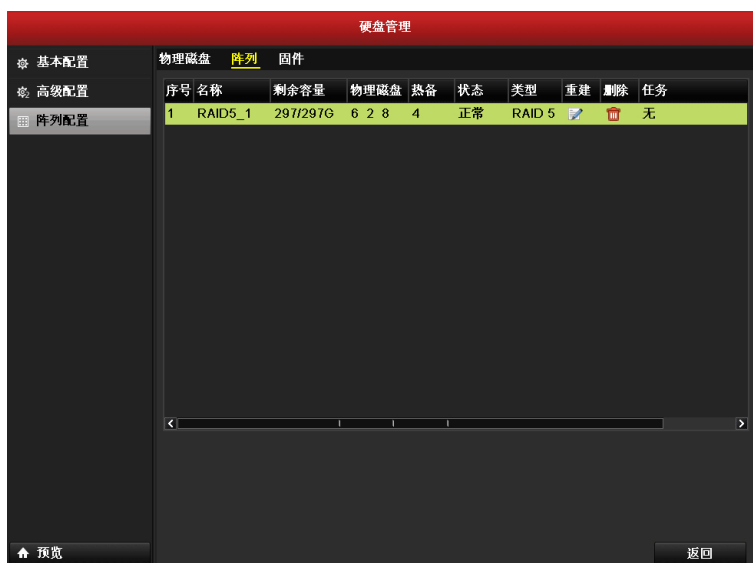 硬盘管理
基本配置
高级配置
阵列配置
物理磁盘 阵列 固件
序号 名称 剩余容量 物理磁盘 热备 状态 类型 重建 删除 任务
1 RAID5_1 297/297G 6 2 8 4 正常 RAID 5 无
预览
返回